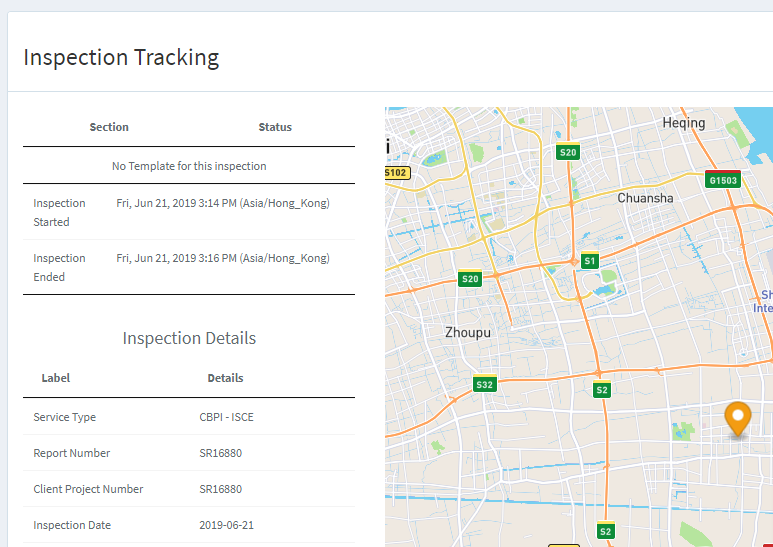 Inspection Tracking
Section Status
No Template for this inspection
Inspection Started Fri, Jun 21, 2019 3:14 PM (Asia/Hong_Kong)
Inspection Ended Fri, Jun 21, 2019 3:16 PM (Asia/Hong_Kong)
Inspection Details
Label Details
Service Type CBPI - ISCE
Report Number SR16880
Client Project Number SR16880
Inspection Date 2019-06-21
Heqing
i
S20
S102
G1503
Chuansha
S1
S20
Sh
Inte
Zhoupu
S32
S2
S2